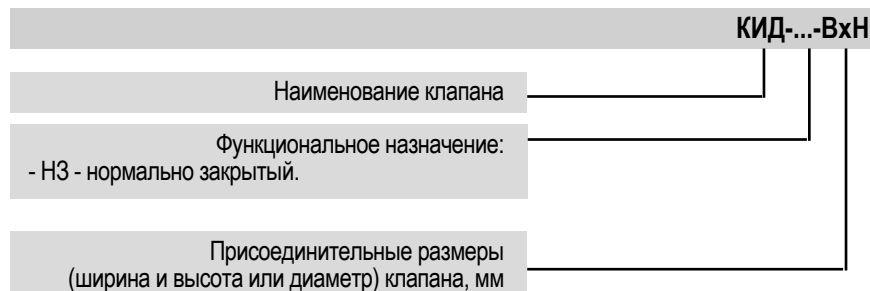 КИД-...-ВхН
Наименование клапана
Функциональное назначение:
- НЗ - нормально закрытый.
Присоединительные размеры
(ширина и высота или диаметр) клапана, мм